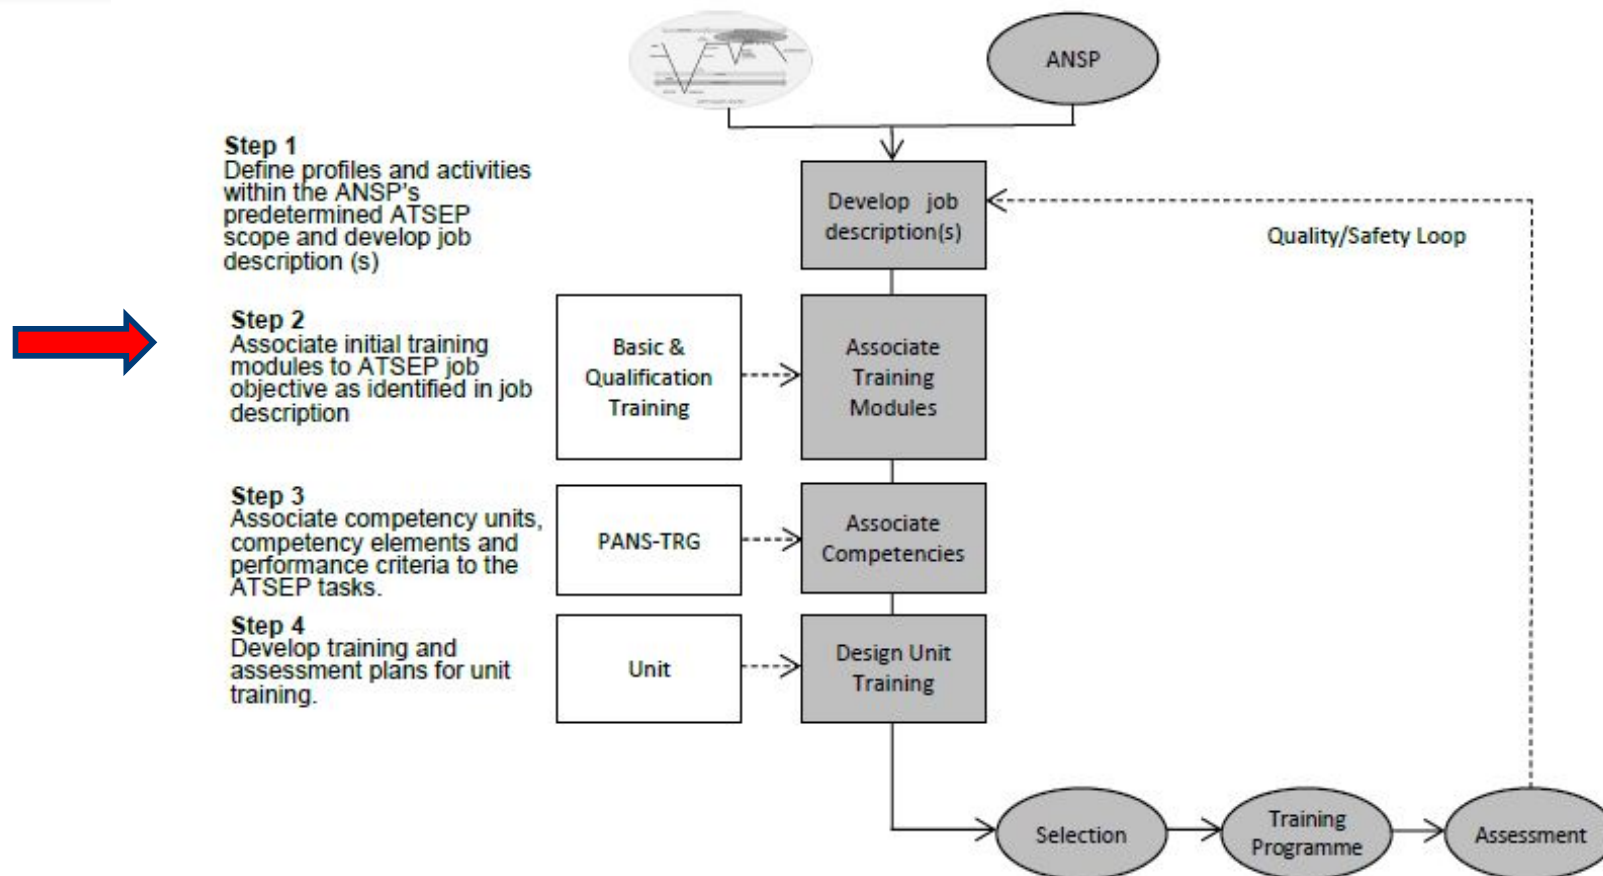 ANSP
Step 1
Define profiles and activities
within the ANSP's
predetermined ATSEP
scope and develop job
description (s)
Develop job
description(s)
Quality/Safety Loop
Step 2
Associate initial training
modules to ATSEP job
objective as identified in job
description
Basic &
Qualification
Training
Associate
Training
Modules
Step 3
Associate competency units,
competency elements and
performance criteria to the
ATSEP tasks.
PANS-TRG
Associate
Competencies
Step 4
Develop training and
assessment plans for unit
training.
Unit
Design Unit
Training
Selection
Training
Programme
Assessment